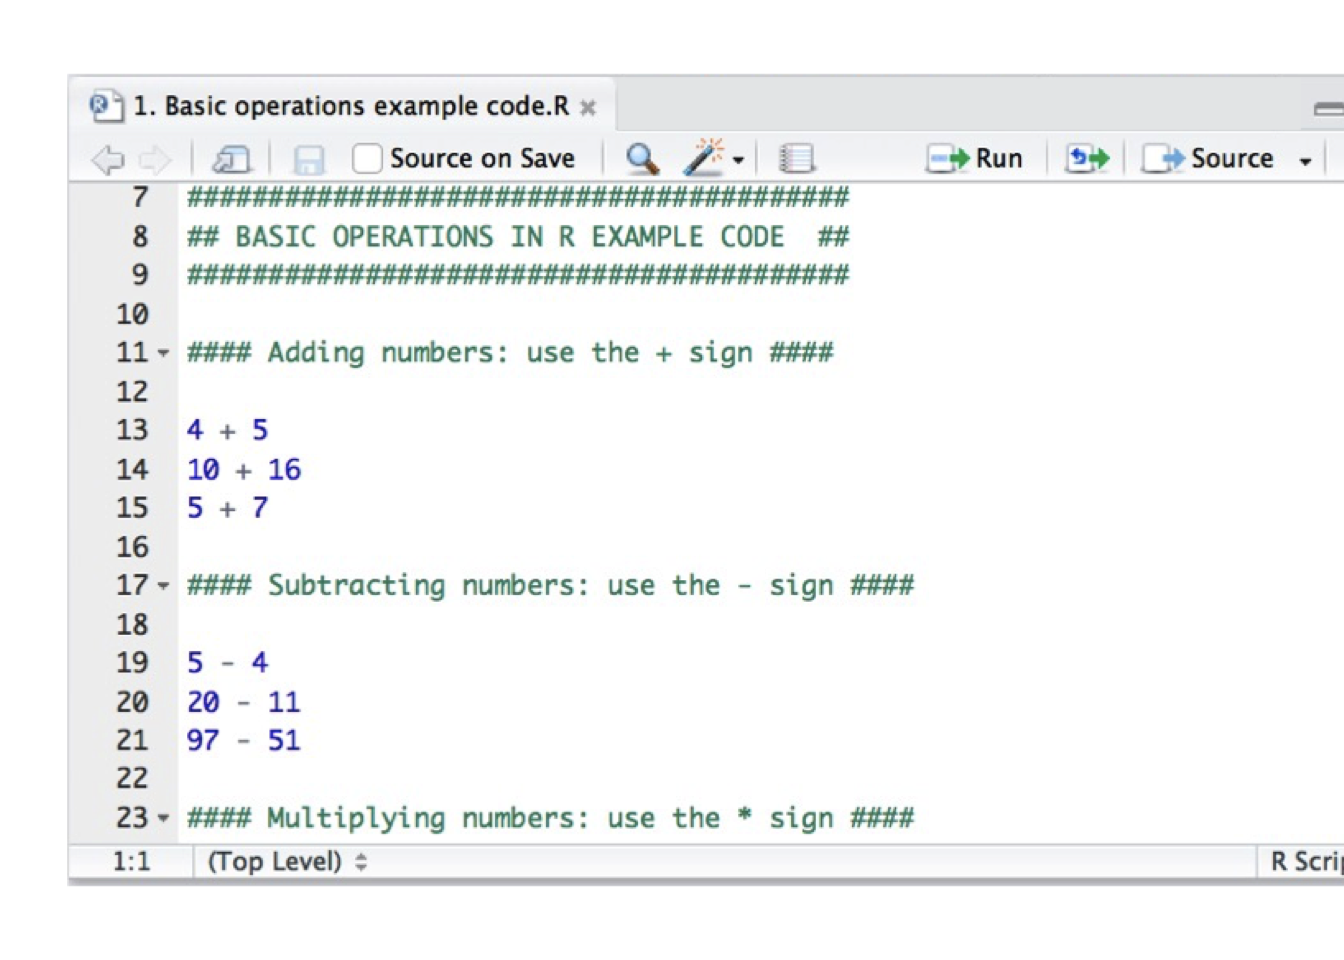 1. Basic operations example code.R
Source on Save Run Source
7 #########################################
8 ## BASIC OPERATIONS IN R EXAMPLE CODE  ##
9 #########################################
10
11 #### Adding numbers: use the + sign ####
12
13 4 + 5
14 10 + 16
15 5 + 7
16
17 #### Subtracting numbers: use the - sign ####
18
19 5 - 4
20 20 - 11
21 97 - 51
22
23 #### Multiplying numbers: use the * sign ####
1:1 (Top Level) R Scrip